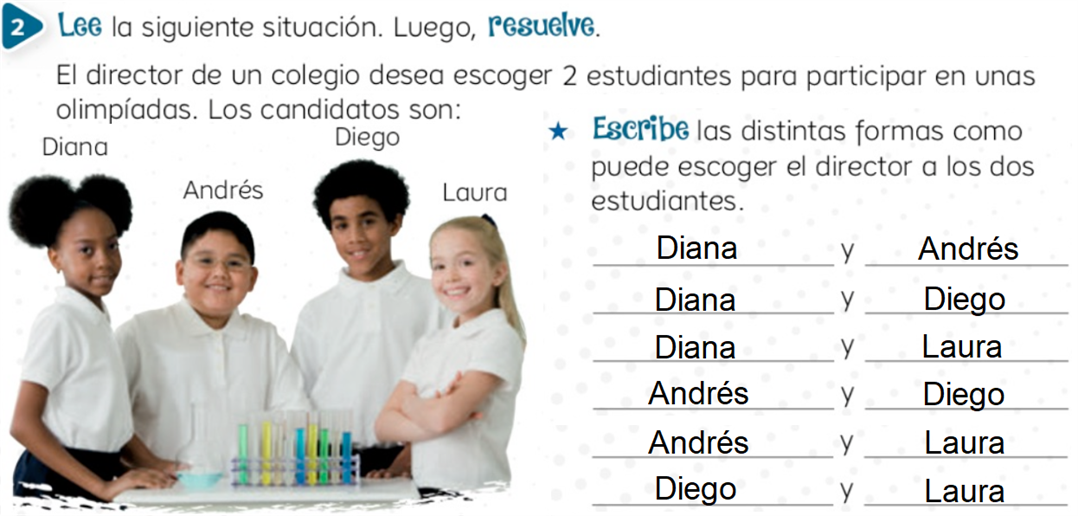 2 Lee la siguiente situación. Luego, resuelve.
El director de un colegio desea escoger 2 estudiantes para participar en unas
olimpíadas. Los candidatos son:
Diana
Andrés
Diego
Laura
★ Escribe las distintas formas como
puede escoger el director a los dos
estudiantes.
Diana y Andrés
Diana y Diego
Diana y Laura
Andrés y Diego
Andrés y Laura
Diego y Laura